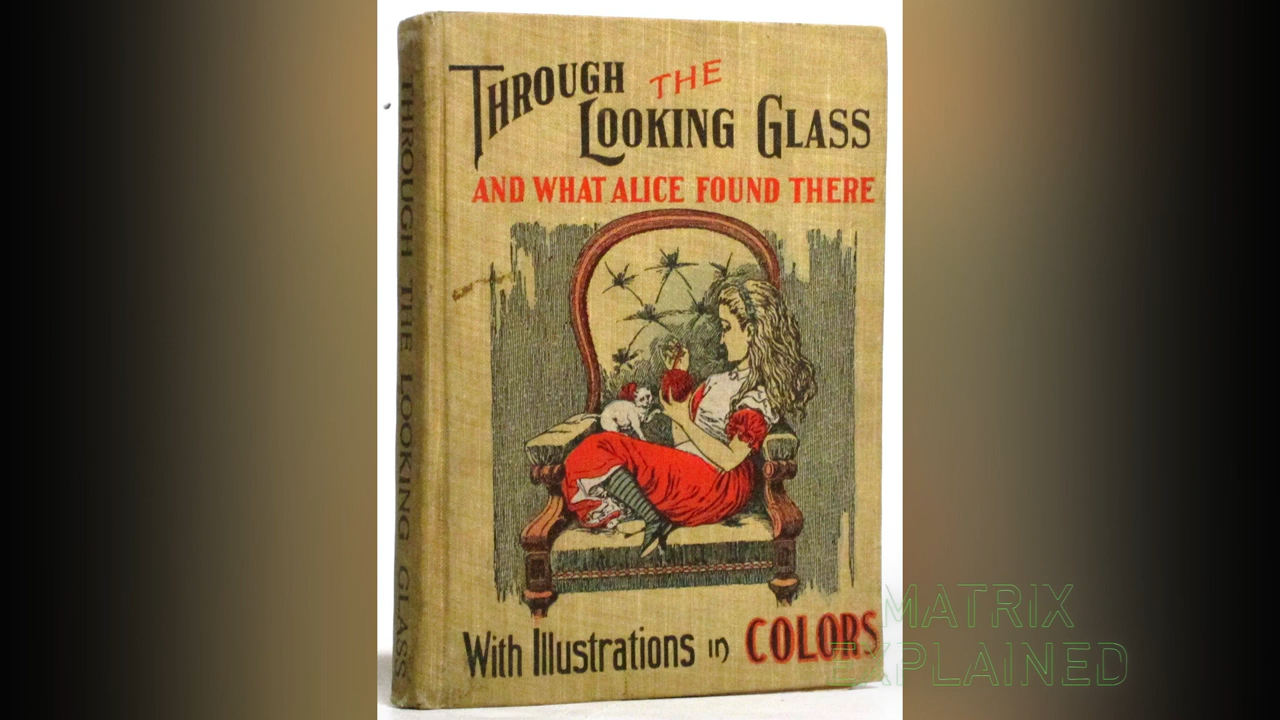 THROUGH THE
LOOKING GLASS
AND WHAT ALICE FOUND THERE
With Illustrations in COLORS
THROUGH THE LOOKING GLASS
MATRIX
EXPLAINED